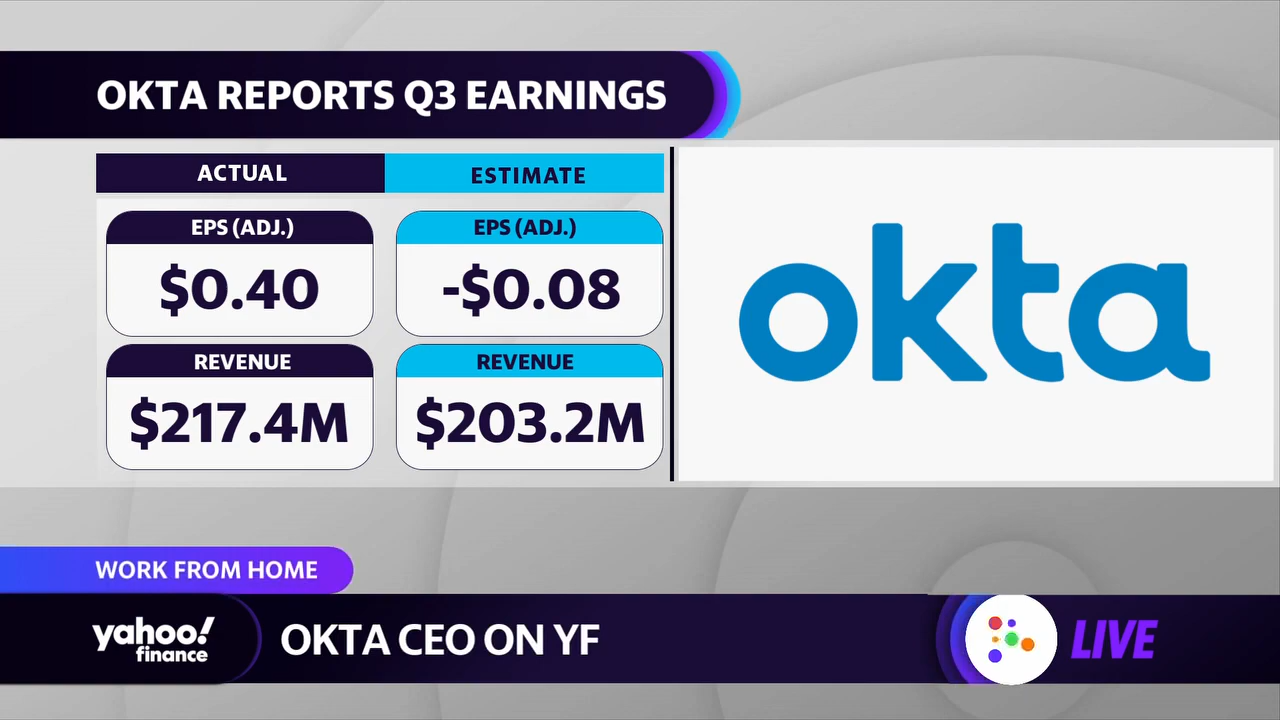 OKTA REPORTS Q3 EARNINGS
ACTUAL
ESTIMATE
EPS (ADJ.)
EPS (ADJ.)
$0.40
-$0.08
REVENUE
REVENUE
$217.4M
$203.2M
okta
WORK FROM HOME
yahoo!
finance
OKTA CEO ON YF
LIVE